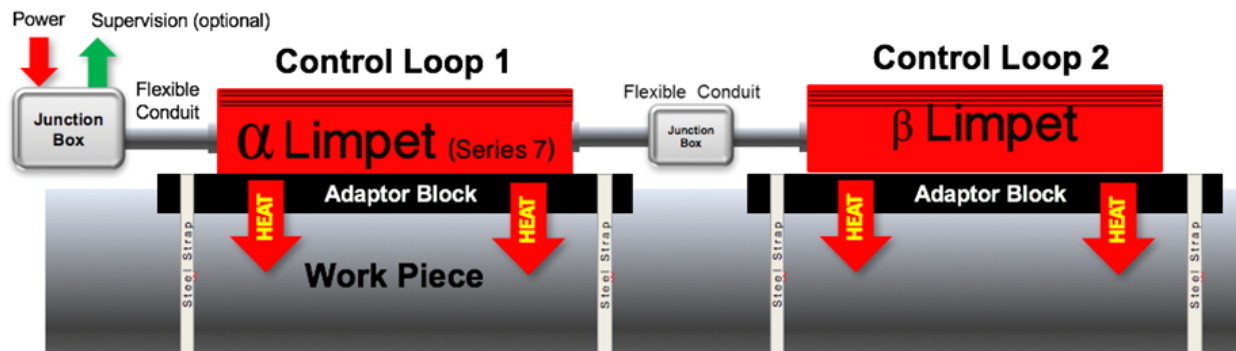 Power
Supervision (optional)
Control Loop 1
Control Loop 2
Flexible
Conduit
Flexible Conduit
Junction
Box
α Limpet (Series 7)
Junction
Box
β Limpet
Adaptor Block
Adaptor Block
HEAT
HEAT
HEAT
HEAT
Work Piece
Steel Strap
Steel Strap
Steel Strap
Steel Strap